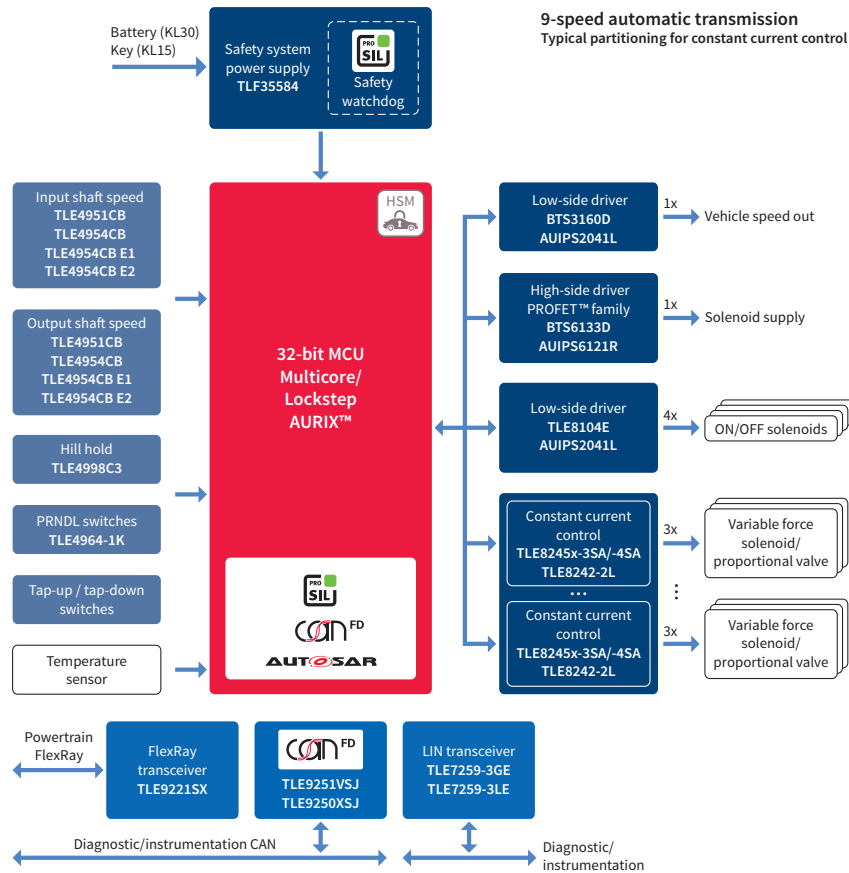 9-speed automatic transmission
Typical partitioning for constant current control
Battery (KL30)
Key (KL15)
Safety system
power supply
TLF35584
PRO
SIL
Safety
watchdog
Input shaft speed
TLE4951CB
TLE4954CB
TLE4954CB E1
TLE4954CB E2
Output shaft speed
TLE4951CB
TLE4954CB
TLE4954CB E1
TLE4954CB E2
Hill hold
TLE4998C3
PRNDL switches
TLE4964-1K
Tap-up / tap-down
switches
Temperature
sensor
HSM
32-bit MCU
Multicore/
Lockstep
AURIX™
PRO
SIL
CAN FD
AUTOSAR
Low-side driver
BTS3160D
AUIPS2041L
1x
Vehicle speed out
High-side driver
PROFET™ family
BTS6133D
AUIPS6121R
1x
Solenoid supply
Low-side driver
TLE8104E
AUIPS2041L
4x
ON/OFF solenoids
Constant current
control
TLE8245x-3SA/-4SA
TLE8242-2L
3x
Variable force
solenoid/
proportional valve
...
Constant current
control
TLE8245x-3SA/-4SA
TLE8242-2L
3x
Variable force
solenoid/
proportional valve
Powertrain
FlexRay
FlexRay
transceiver
TLE9221SX
CAN FD
TLE9251VSJ
TLE9250XSJ
LIN transceiver
TLE7259-3GE
TLE7259-3LE
Diagnostic/instrumentation CAN
Diagnostic/
instrumentation